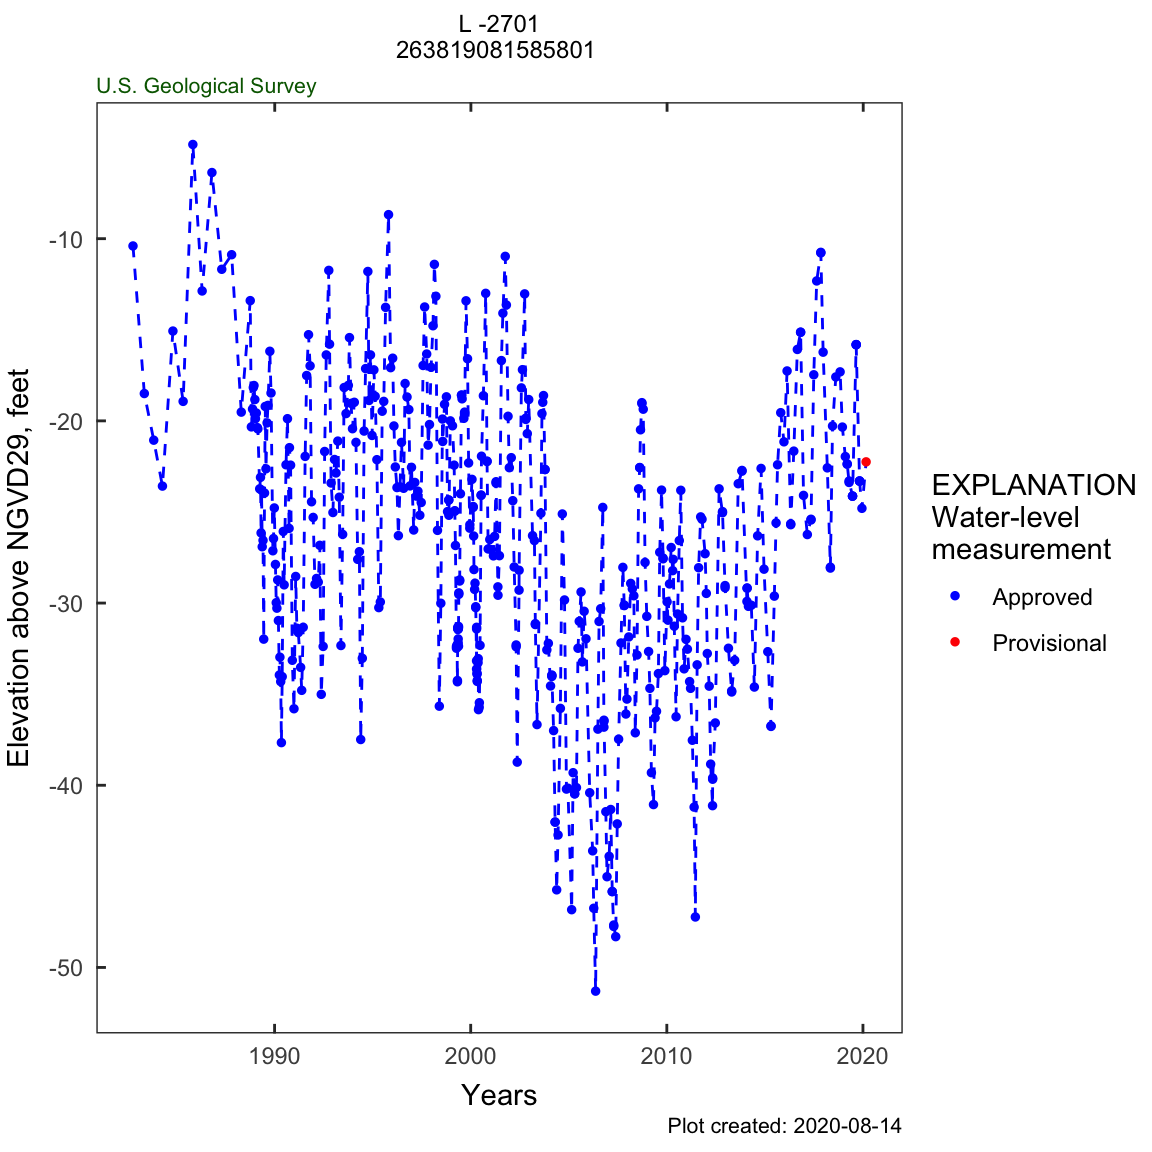 L -2701
263819081585801
U.S. Geological Survey
Elevation above NGVD29, feet
-10
-20
-30
-40
-50
1990
2000
2010
2020
Years
EXPLANATION
Water-level
measurement
Approved
Provisional
Plot created: 2020-08-14